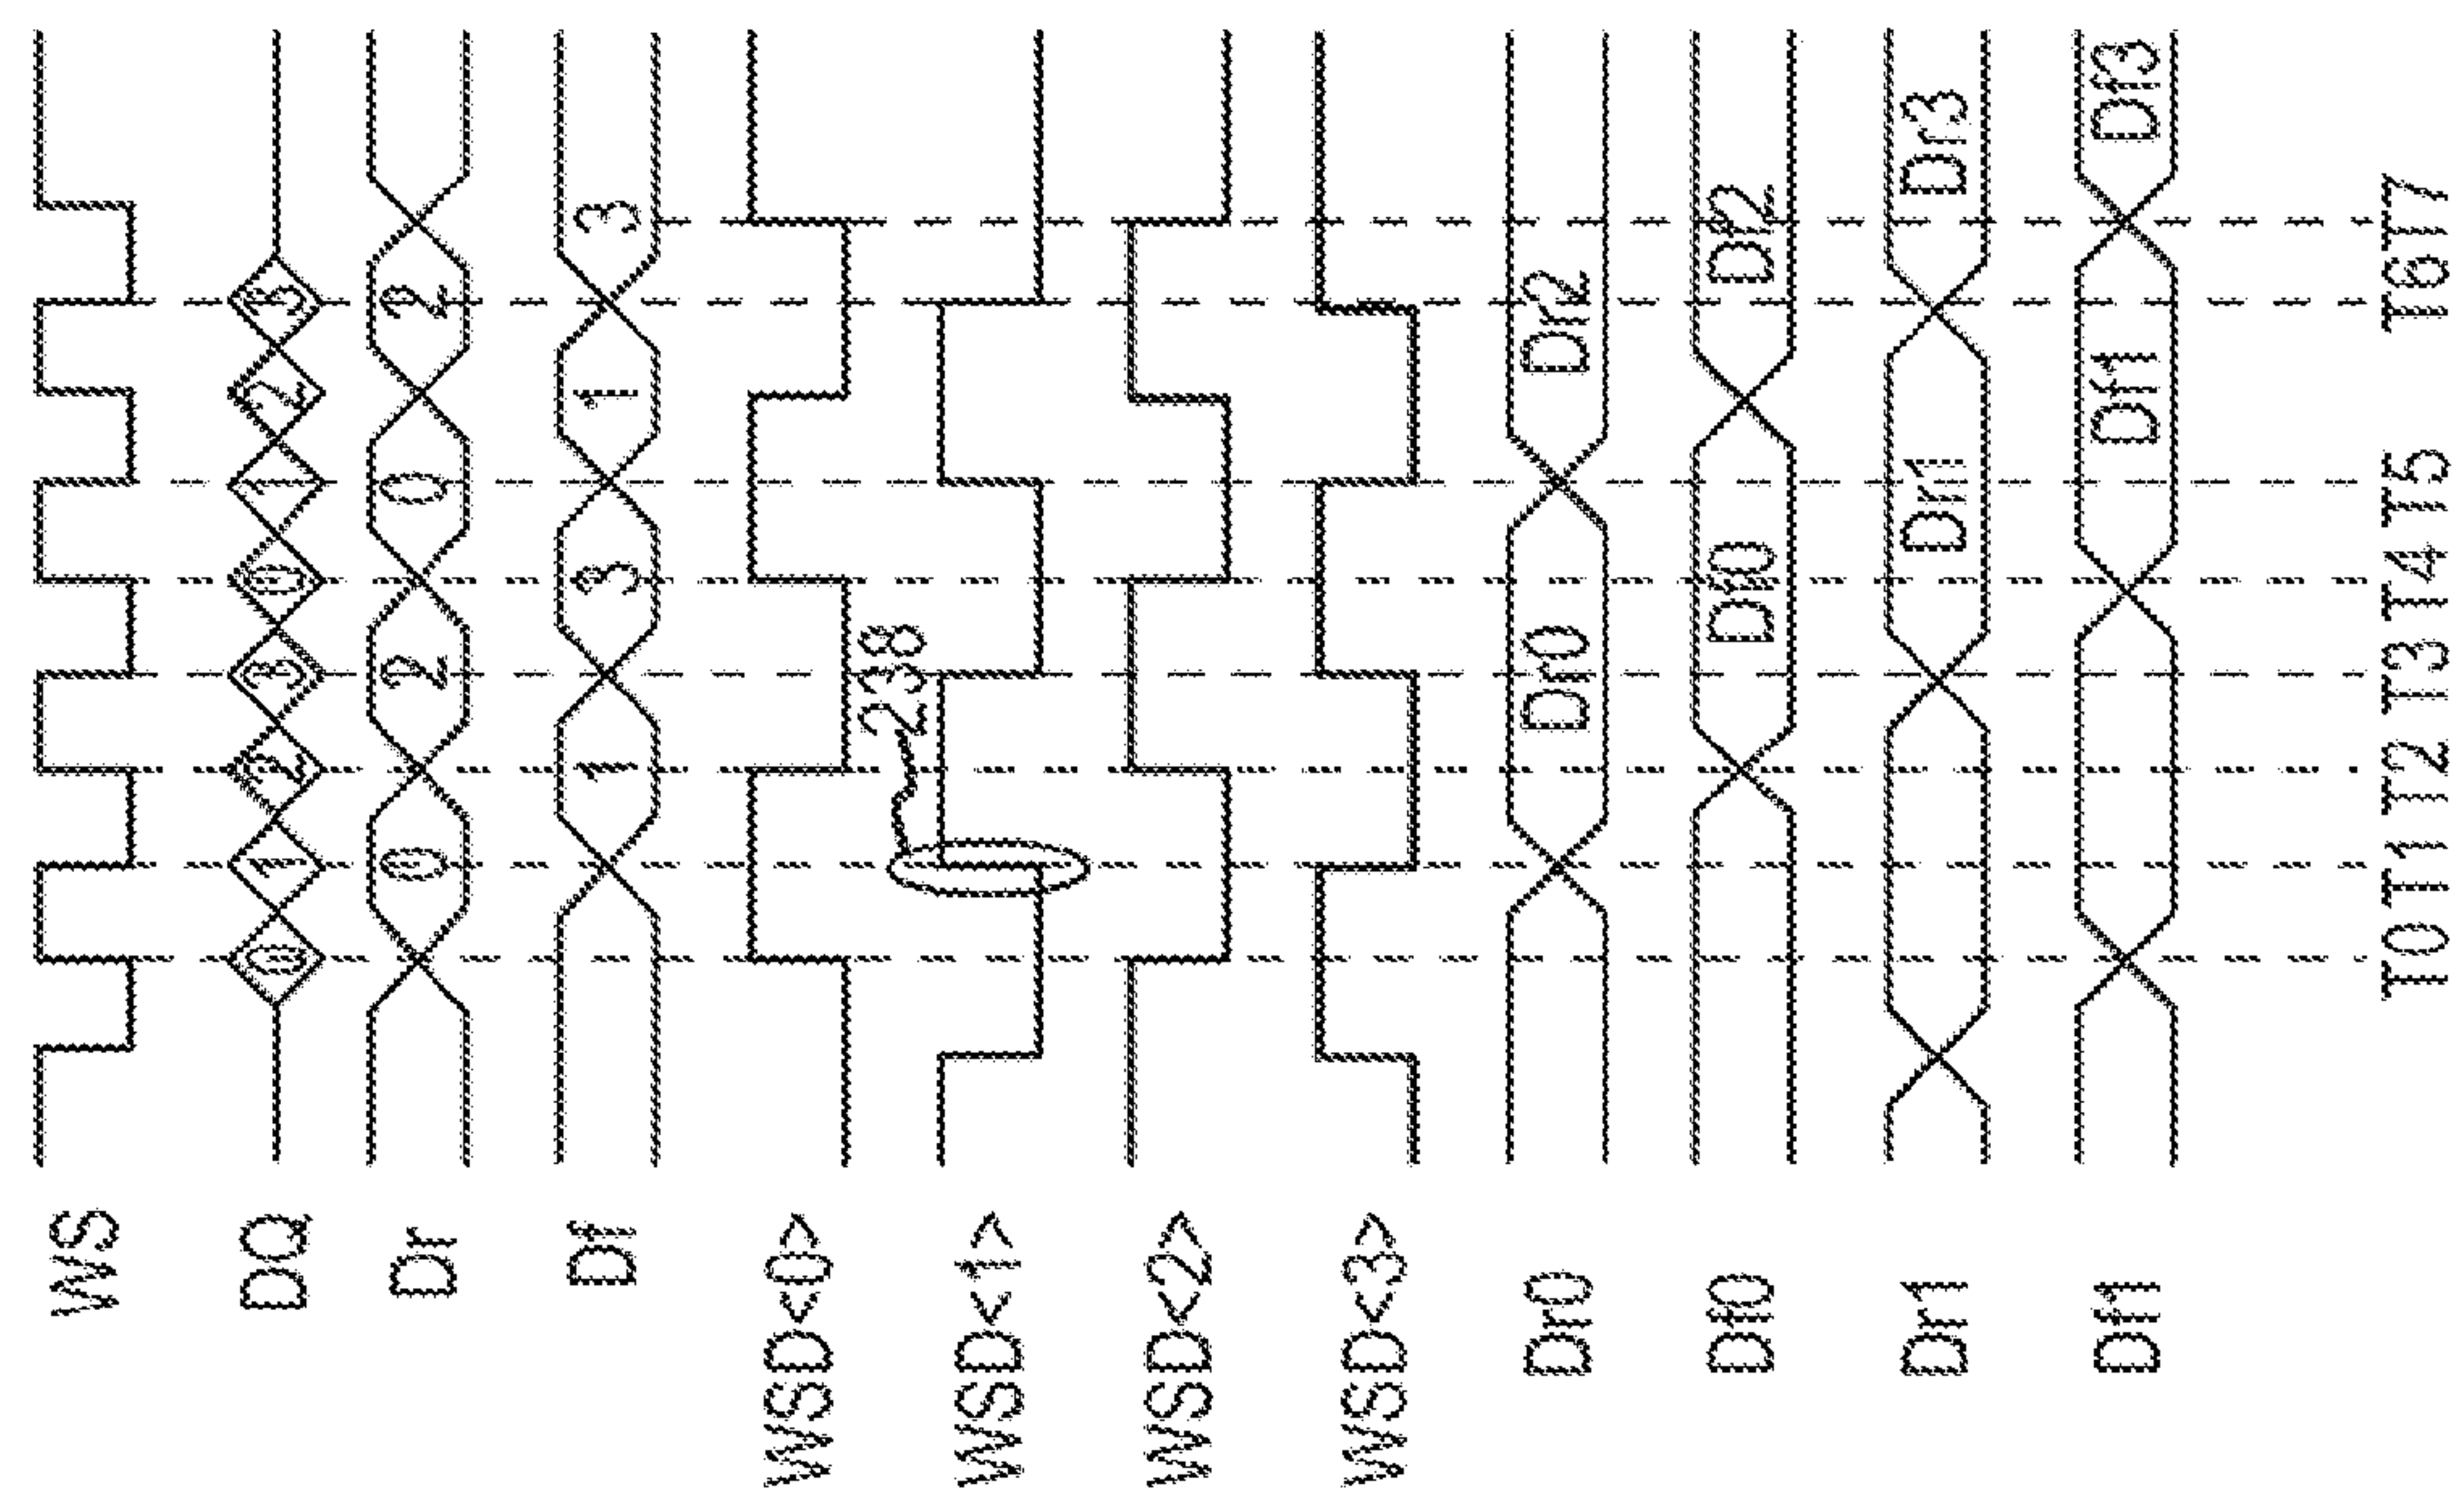 WS
DQ 0 1 2 3 0 1 2 3
Dr 0 2 0 2
Df 1 3 1 3
WSD<0>
238
WSD<1>
WSD<2>
WSD<3>
Dr0 Dr0 Dr2
Df0 Df0 Df2
Dr1 Dr1 Dr3
Df1 Df1 Df3
T0 T1 T2 T3 T4 T5 T6 T7